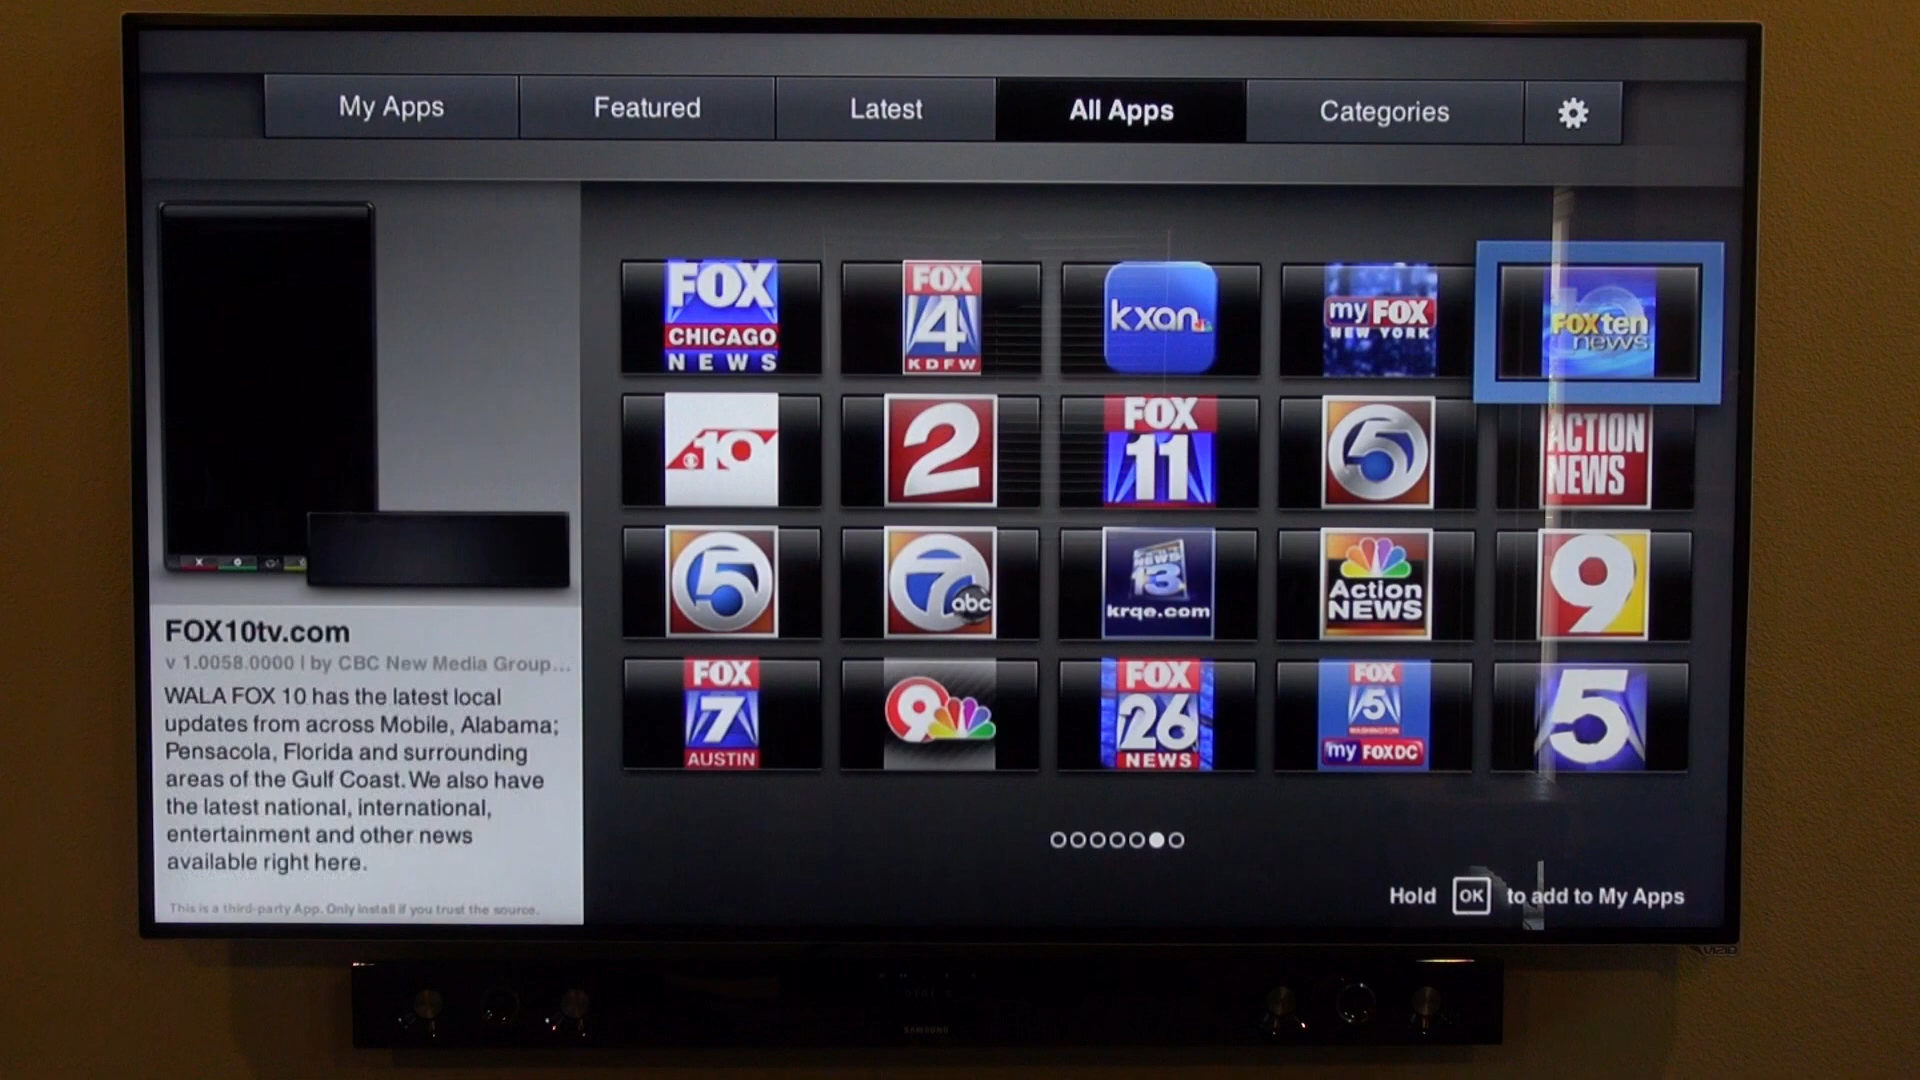 My Apps
Featured
Latest
All Apps
Categories
FOX
CHICAGO
NEWS
FOX
4
KDFW
kxan
my FOX
NEW YORK
FOX ten
news
10
2
FOX
11
5
ACTION
NEWS
5
7
abc
NEWS
13
krqe.com
Action
NEWS
9
FOX
7
AUSTIN
9
FOX
26
NEWS
FOX
5
WASHINGTON
my FOXDC
5
FOX10tv.com
v 1.0058.0000 | by CBC New Media Group...
WALA FOX 10 has the latest local
updates from across Mobile, Alabama;
Pensacola, Florida and surrounding
areas of the Gulf Coast. We also have
the latest national, international,
entertainment and other news
available right here.
This is a third-party App. Only install if you trust the source.
Hold OK to add to My Apps
VIZIO
SAMSUNG